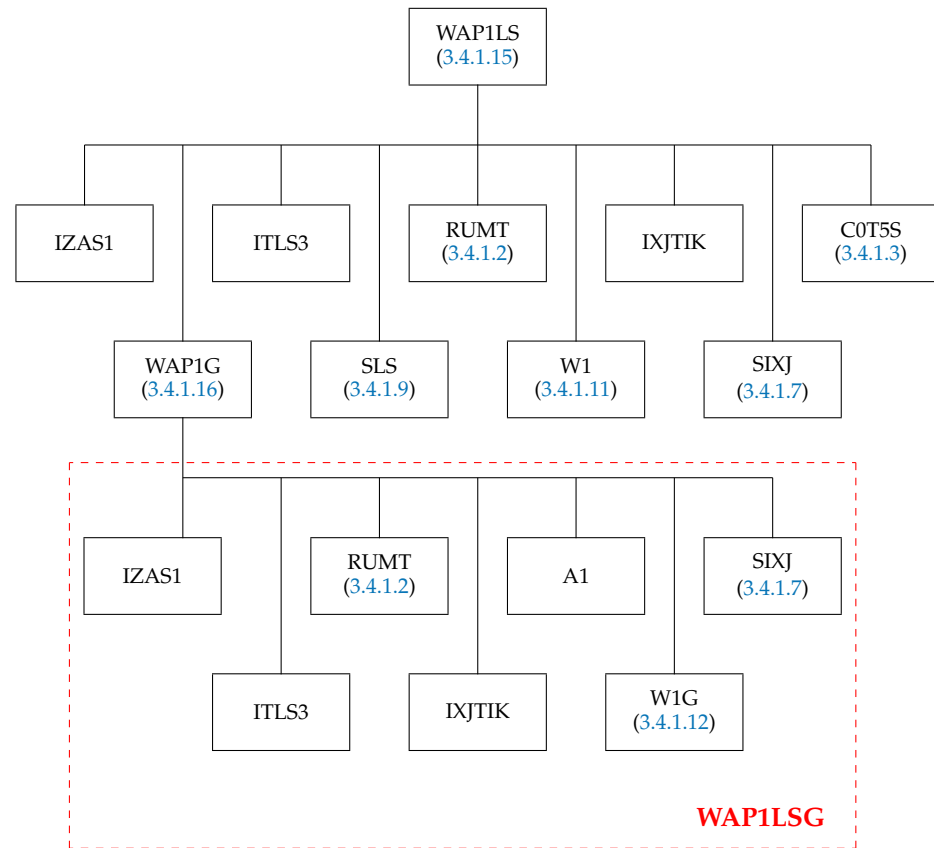 WAP1LS
(3.4.1.15)
IZAS1
ITLS3
RUMT
(3.4.1.2)
IXJTIK
C0T5S
(3.4.1.3)
WAP1G
(3.4.1.16)
SLS
(3.4.1.9)
W1
(3.4.1.11)
SIXJ
(3.4.1.7)
IZAS1
RUMT
(3.4.1.2)
A1
SIXJ
(3.4.1.7)
ITLS3
IXJTIK
W1G
(3.4.1.12)
WAP1LSG